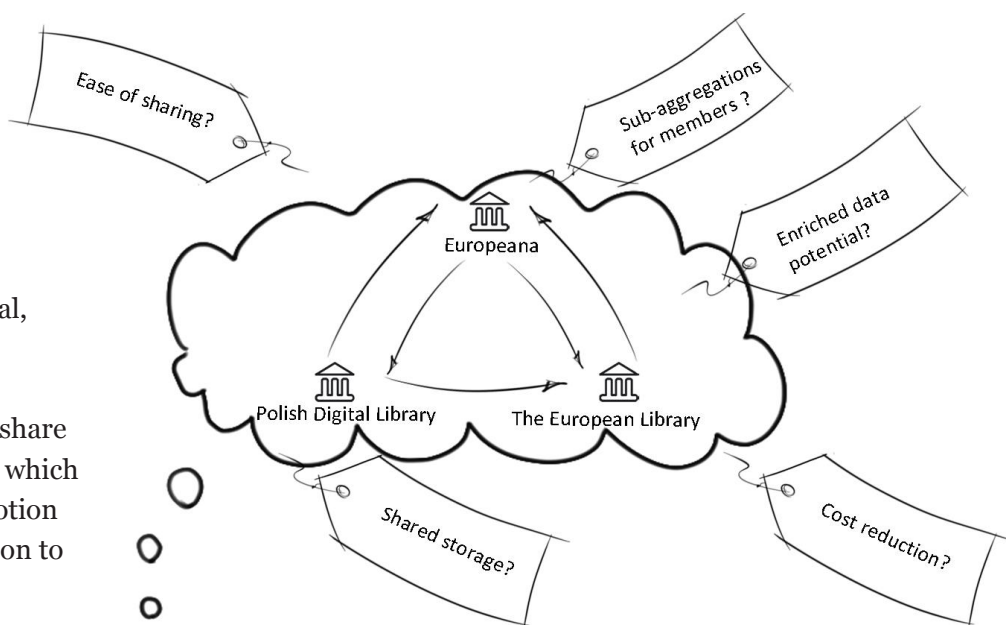 Ease of sharing?
Sub-aggregations
for members ?
Enriched data
potential?
Europeana
Polish Digital Library
The European Library
Shared storage?
Cost reduction?
al,
share
which
on to